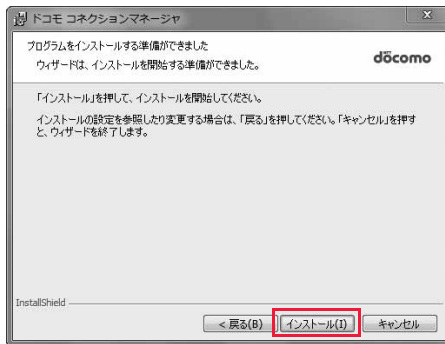 ドコモ コネクションマネージャ
プログラムをインストールする準備ができました
ウィザードは、インストールを開始する準備ができました。
döcomo
「インストール」を押して、インストールを開始してください。
インストールの設定を参照したり変更する場合は、「戻る」を押してください。「キャンセル」を押す
と、ウィザードを終了します。
InstallShield
< 戻る(B) インストール(I) キャンセル